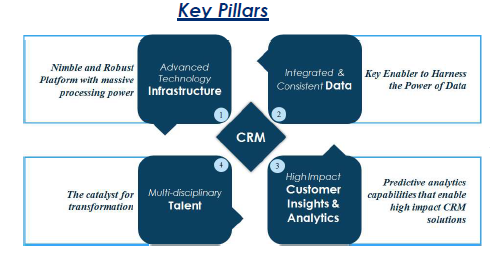 Key Pillars
Nimble and Robust
Platform with massive
processing power
Advanced
Technology
Infrastructure
1
Integrated &
Consistent Data
2
Key Enabler to Harness
the Power of Data
CRM
The catalyst for
transformation
4
Multi-disciplinary
Talent
3
High Impact
Customer
Insights &
Analytics
Predictive analytics
capabilities that enable
high impact CRM
solutions